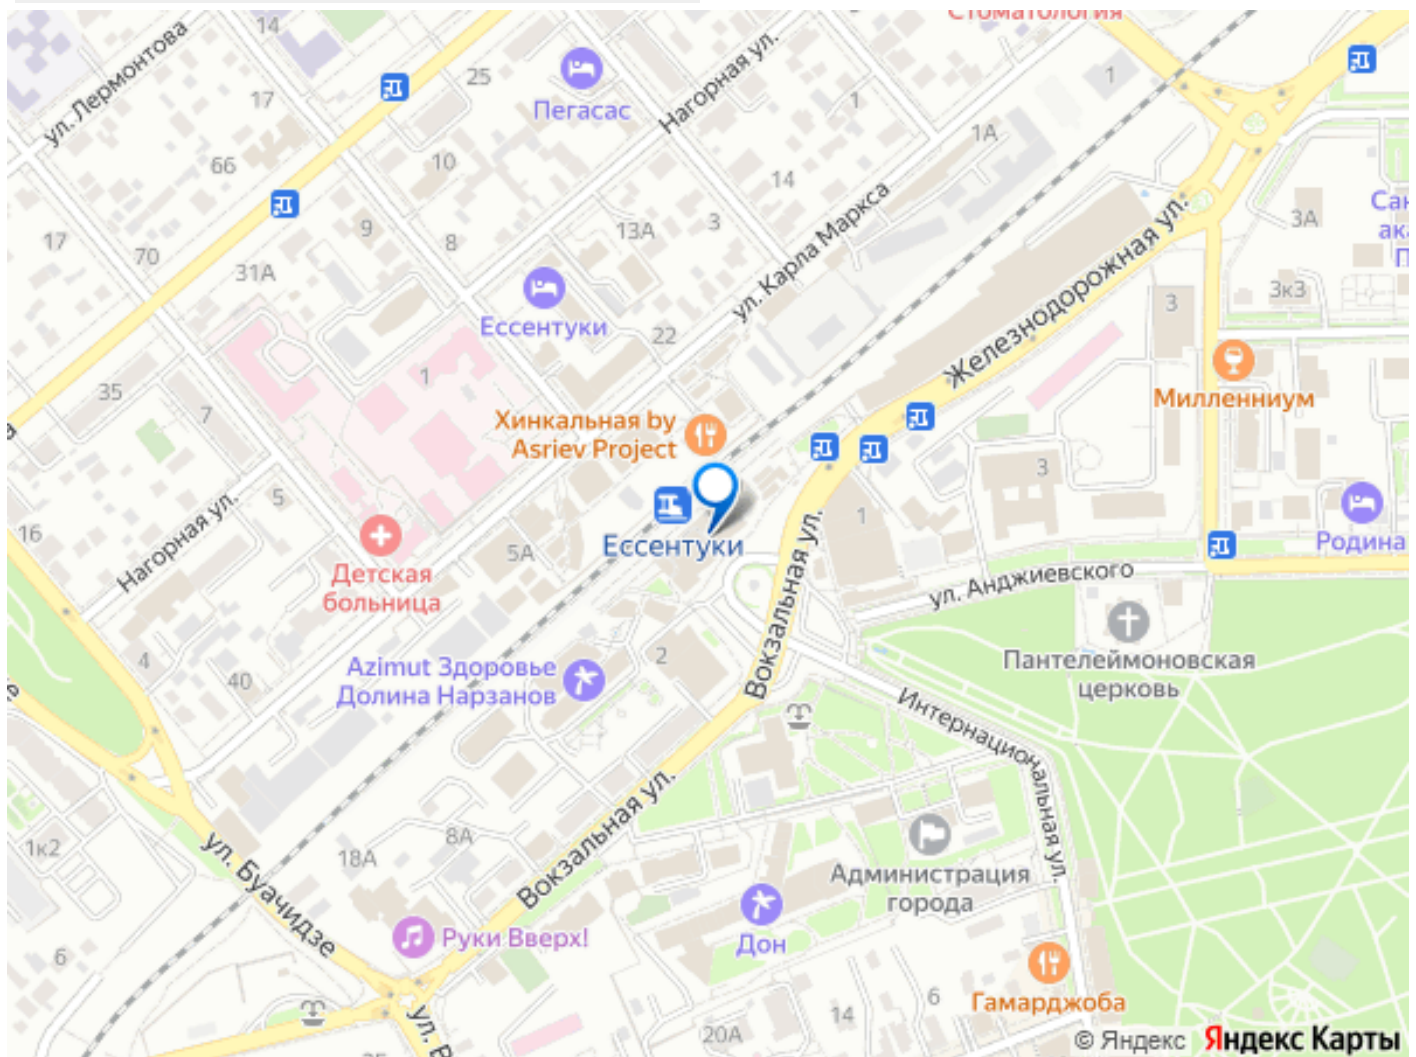 Стоматология
14
ул. Лермонтова
25
17
Пегасас
Нагорная ул.
1
1
1А
66
10
14
17
70
9
8
13А
3
31А
ул. Карла Маркса
3А
Железнодорожная ул.
3к3
Ессентуки
22
3
35
7
1
Хинкальная by
Asriev Project
Миллениум
3
5
Нагорная ул.
16
5А
Ессентуки
1
Вокзальная ул.
Родина
Детская
больница
ул. Анджиевского
4
40
2
Azimut Здоровье
Долина Нарзанов
Пантелеймоновская
церковь
Интернациональная ул.
1к2
ул. Буачидзе
18А
8А
Вокзальная ул.
Администрация
города
Руки Вверх!
Дон
6
Гамарджоба
6
14
20А
© Яндекс Яндекс Карты